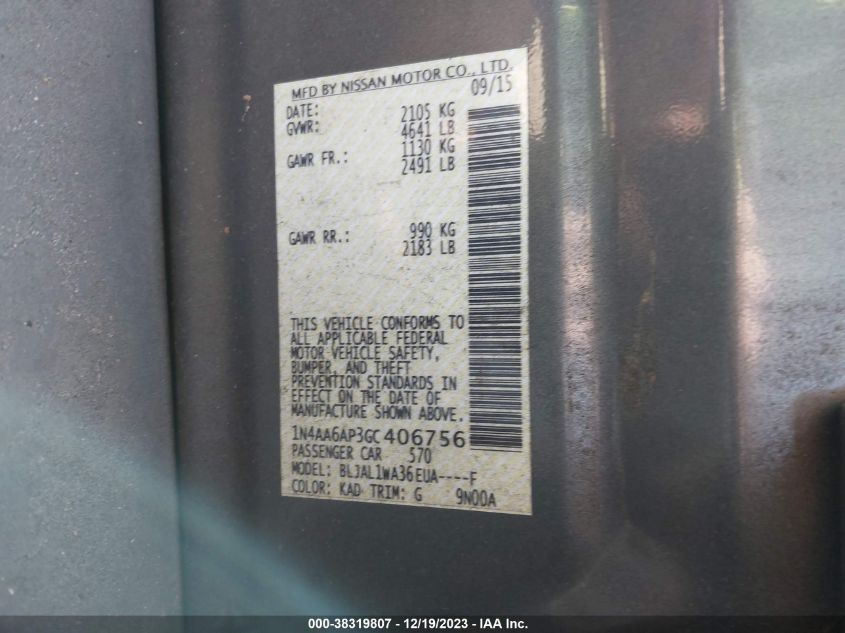 MFD BY NISSAN MOTOR CO., LTD.
DATE: 09/15
GVWR: 2105 KG
4641 LB
GAWR FR.: 1130 KG
2491 LB
GAWR RR.: 990 KG
2183 LB
THIS VEHICLE CONFORMS TO
ALL APPLICABLE FEDERAL
MOTOR VEHICLE SAFETY,
BUMPER, AND THEFT
PREVENTION STANDARDS IN
EFFECT ON THE DATE OF
MANUFACTURE SHOWN ABOVE.
1N4AA6AP3GC406756
PASSENGER CAR 570
MODEL: BLJAL1WA36EUA----F
COLOR: KAD TRIM: G 9N00A
000-38319807 - 12/19/2023 - IAA Inc.